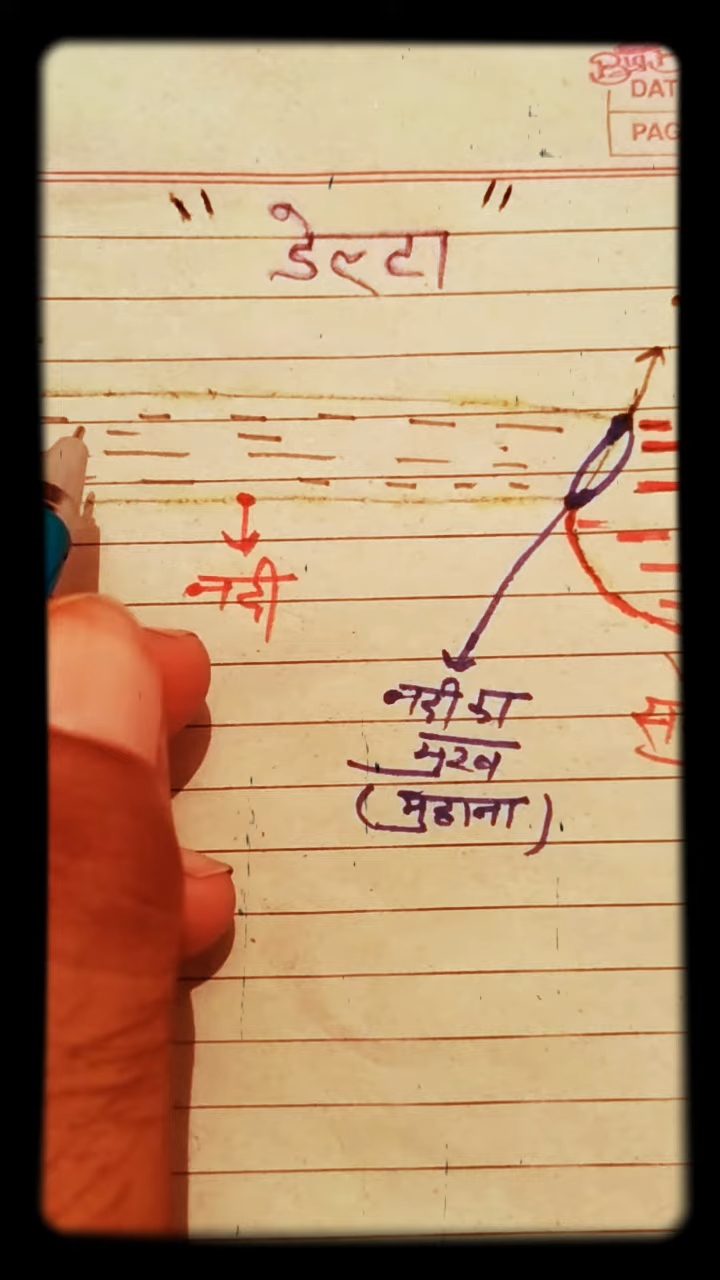 DAT
PAG
" डेल्टा "
नदी
नदी का
मुख
(मुहाना)
स